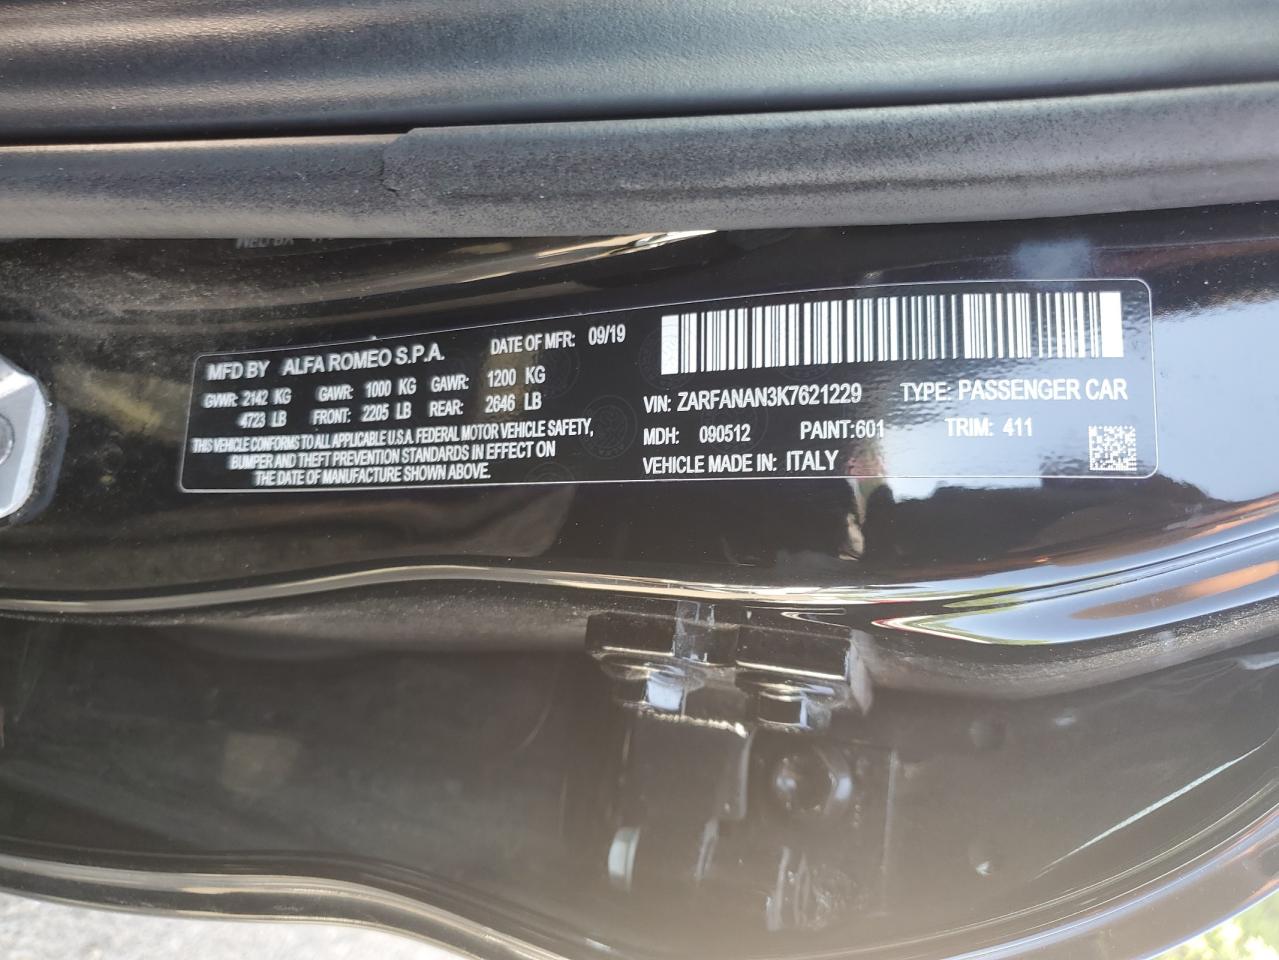 MFD BY ALFA ROMEO S.P.A. DATE OF MFR: 09/19
GVWR: 2142 KG GAWR: 1000 KG GAWR: 1200 KG
4723 LB FRONT: 2205 LB REAR: 2646 LB
THIS VEHICLE CONFORMS TO ALL APPLICABLE U.S.A. FEDERAL MOTOR VEHICLE SAFETY,
BUMPER AND THEFT PREVENTION STANDARDS IN EFFECT ON
THE DATE OF MANUFACTURE SHOWN ABOVE.
VIN: ZARFANAN3K7621229 TYPE: PASSENGER CAR
MDH: 090512 PAINT:601 TRIM: 411
VEHICLE MADE IN: ITALY